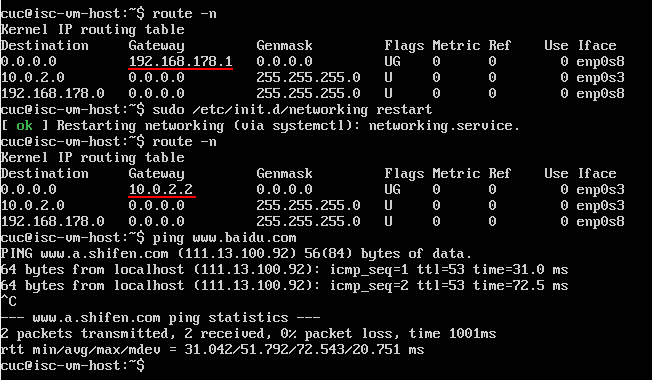 cuc@isc-vm-host:~$ route -n
Kernel IP routing table
Destination     Gateway         Genmask         Flags Metric Ref    Use Iface
0.0.0.0         192.168.178.1   0.0.0.0         UG    0      0        0 enp0s8
10.0.2.0        0.0.0.0         255.255.255.0   U     0      0        0 enp0s3
192.168.178.0   0.0.0.0         255.255.255.0   U     0      0        0 enp0s8
cuc@isc-vm-host:~$ sudo /etc/init.d/networking restart
[ ok ] Restarting networking (via systemctl): networking.service.
cuc@isc-vm-host:~$ route -n
Kernel IP routing table
Destination     Gateway         Genmask         Flags Metric Ref    Use Iface
0.0.0.0         10.0.2.2        0.0.0.0         UG    0      0        0 enp0s3
10.0.2.0        0.0.0.0         255.255.255.0   U     0      0        0 enp0s3
192.168.178.0   0.0.0.0         255.255.255.0   U     0      0        0 enp0s8
cuc@isc-vm-host:~$ ping www.baidu.com
PING www.a.shifen.com (111.13.100.92) 56(84) bytes of data.
64 bytes from localhost (111.13.100.92): icmp_seq=1 ttl=53 time=31.0 ms
64 bytes from localhost (111.13.100.92): icmp_seq=2 ttl=53 time=72.5 ms
^C
--- www.a.shifen.com ping statistics ---
2 packets transmitted, 2 received, 0% packet loss, time 1001ms
rtt min/avg/max/mdev = 31.042/51.792/72.543/20.751 ms
cuc@isc-vm-host:~$